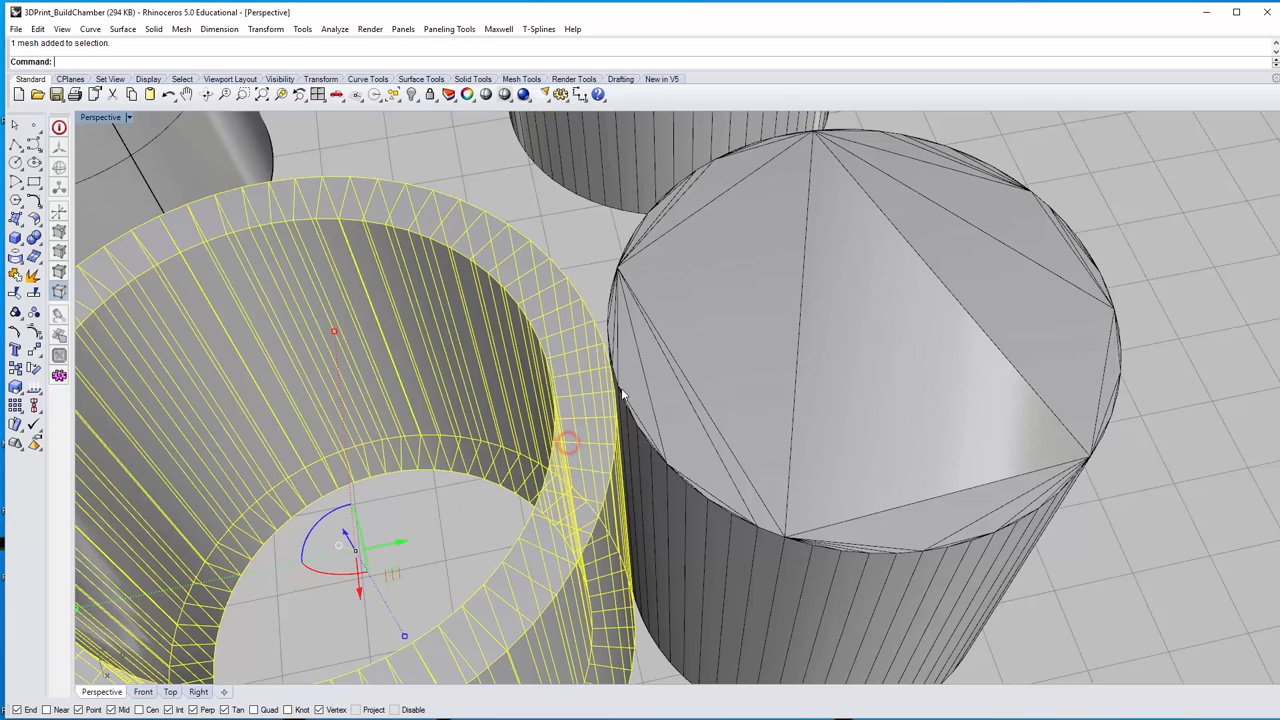 3DPrint_BuildChamber (294 KB) - Rhinoceros 5.0 Educational - [Perspective]
File Edit View Curve Surface Solid Mesh Dimension Transform Tools Analyze Render Panels Paneling Tools Maxwell T-Splines Help
1 mesh added to selection.
Command:
Standard CPlanes Set View Display Select Viewport Layout Visibility Transform Curve Tools Surface Tools Solid Tools Mesh Tools Render Tools Drafting New in V5
Perspective
x
Perspective Front Top Right
End Near Point Mid Cen Int Perp Tan Quad Knot Vertex Project Disable